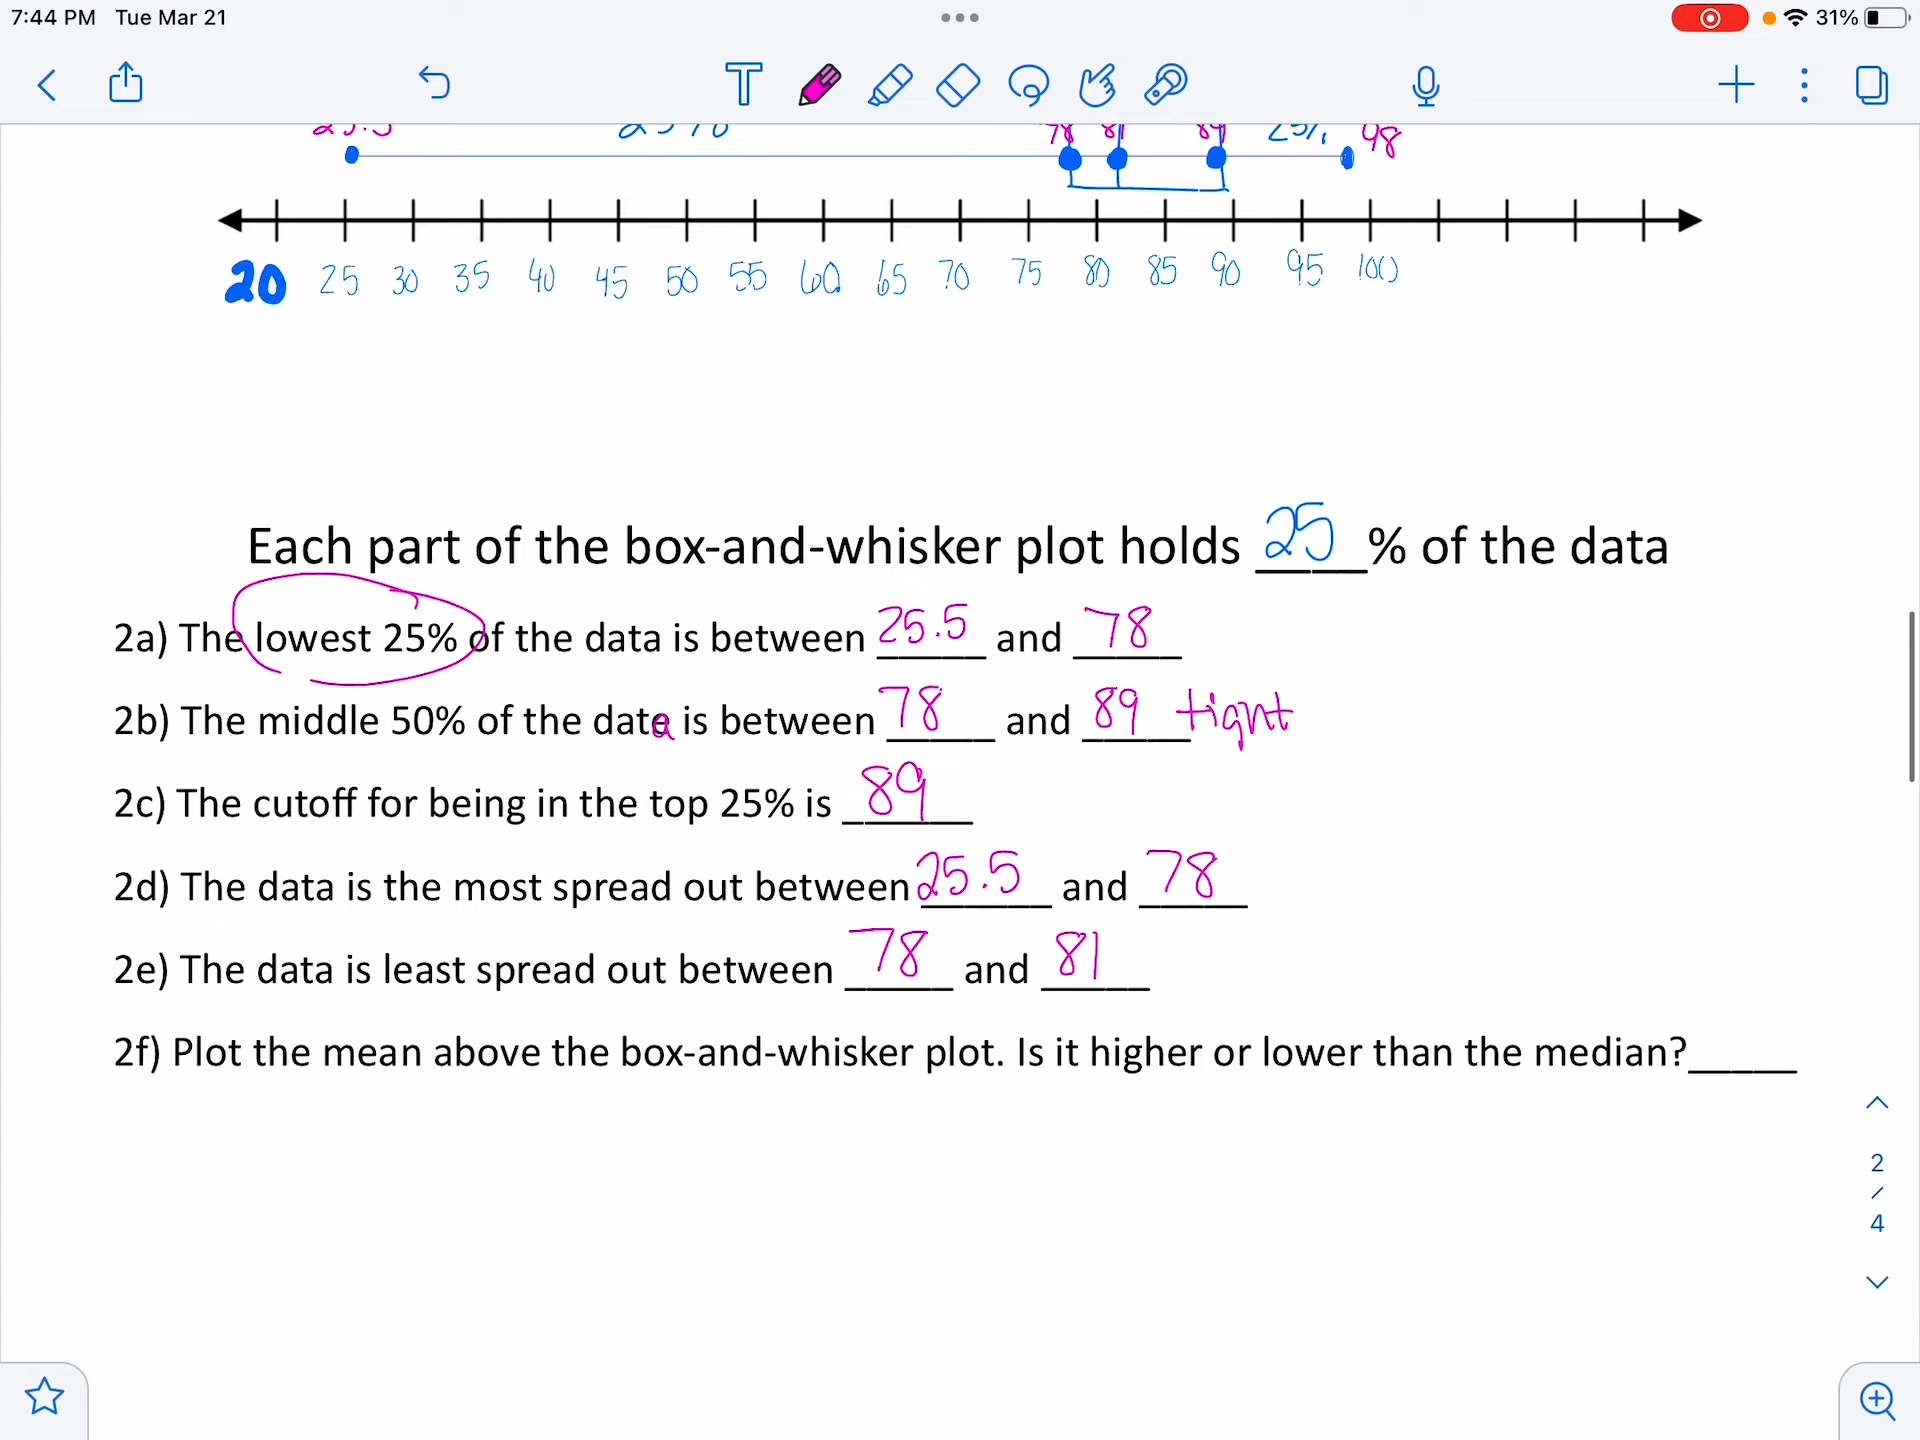 7:44 PM Tue Mar 21
31%
25.5 25% 78 81 89 25% 98
20 25 30 35 40 45 50 55 60 65 70 75 80 85 90 95 100
Each part of the box-and-whisker plot holds 25 % of the data
2a) The lowest 25% of the data is between 25.5 and 78
2b) The middle 50% of the data is between 78 and 89 tight
2c) The cutoff for being in the top 25% is 89
2d) The data is the most spread out between 25.5 and 78
2e) The data is least spread out between 78 and 81
2f) Plot the mean above the box-and-whisker plot. Is it higher or lower than the median?_____
2
/
4